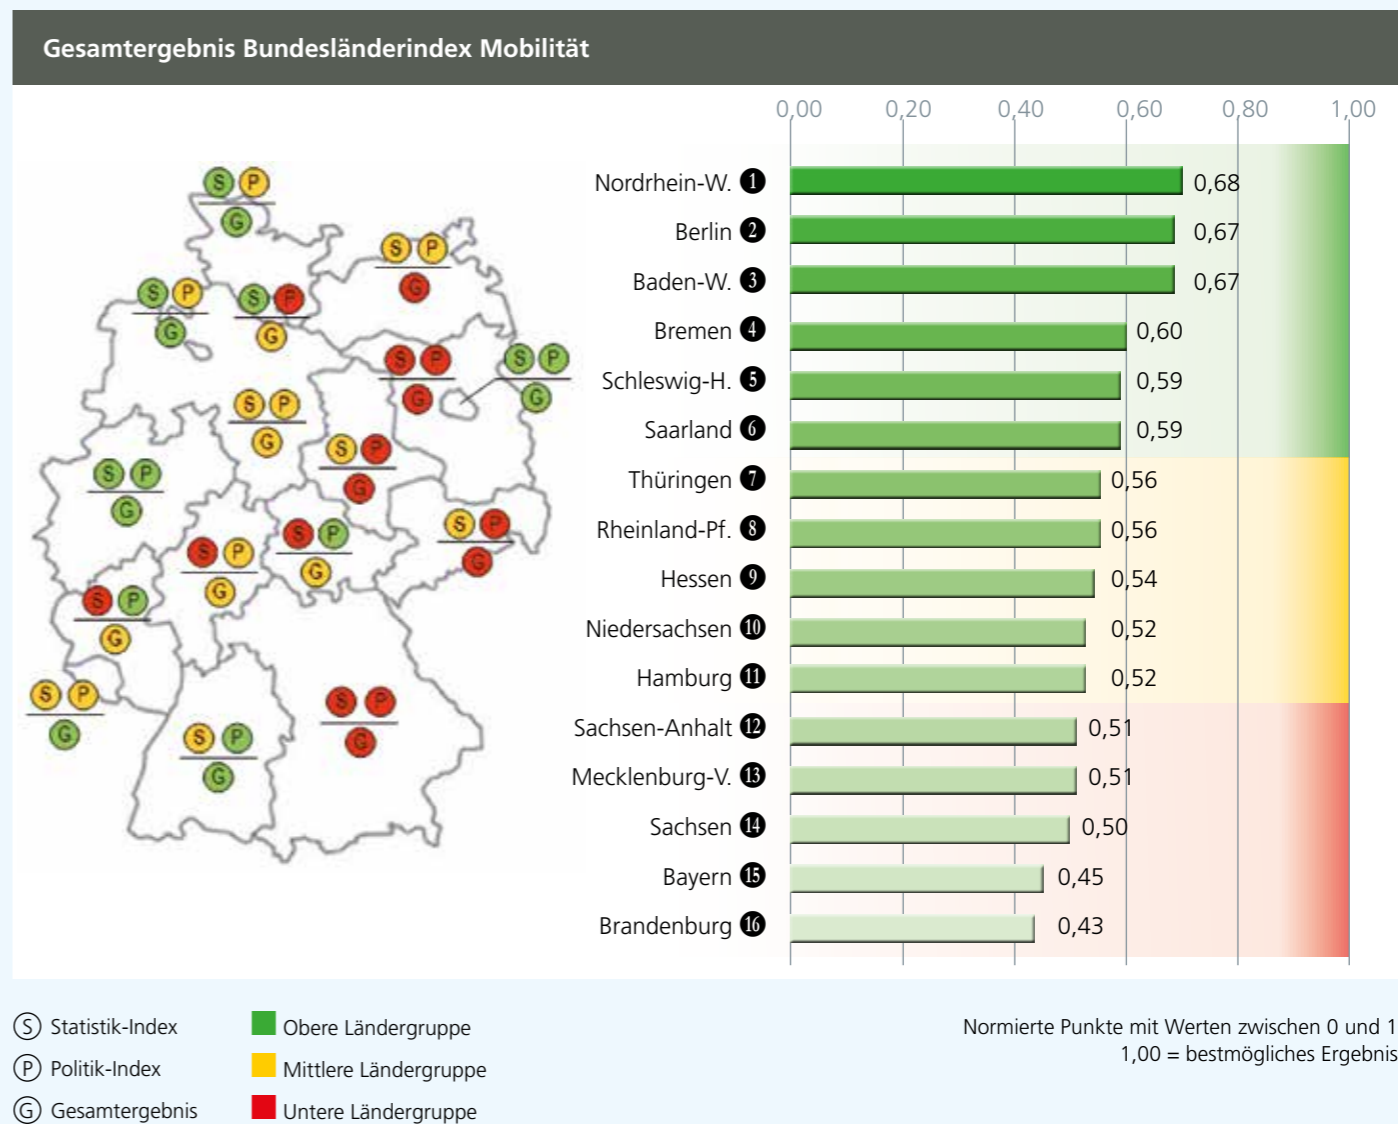 Gesamtergebnis Bundesländerindex Mobilität
0,00 0,20 0,40 0,60 0,80 1,00
Nordrhein-W. 1 0,68
Berlin 2 0,67
Baden-W. 3 0,67
Bremen 4 0,60
Schleswig-H. 5 0,59
Saarland 6 0,59
Thüringen 7 0,56
Rheinland-Pf. 8 0,56
Hessen 9 0,54
Niedersachsen 10 0,52
Hamburg 11 0,52
Sachsen-Anhalt 12 0,51
Mecklenburg-V. 13 0,51
Sachsen 14 0,50
Bayern 15 0,45
Brandenburg 16 0,43
S P
G
S P
G
S P
G
S P
G
S P
G
S P
G
S P
G
S P
G
S P
G
S P
G
S P
G
S P
G
S P
G
S P
G
S P
G
S P
G
S Statistik-Index
P Politik-Index
G Gesamtergebnis
Obere Ländergruppe
Mittlere Ländergruppe
Untere Ländergruppe
Normierte Punkte mit Werten zwischen 0 und 1
1,00 = bestmögliches Ergebnis